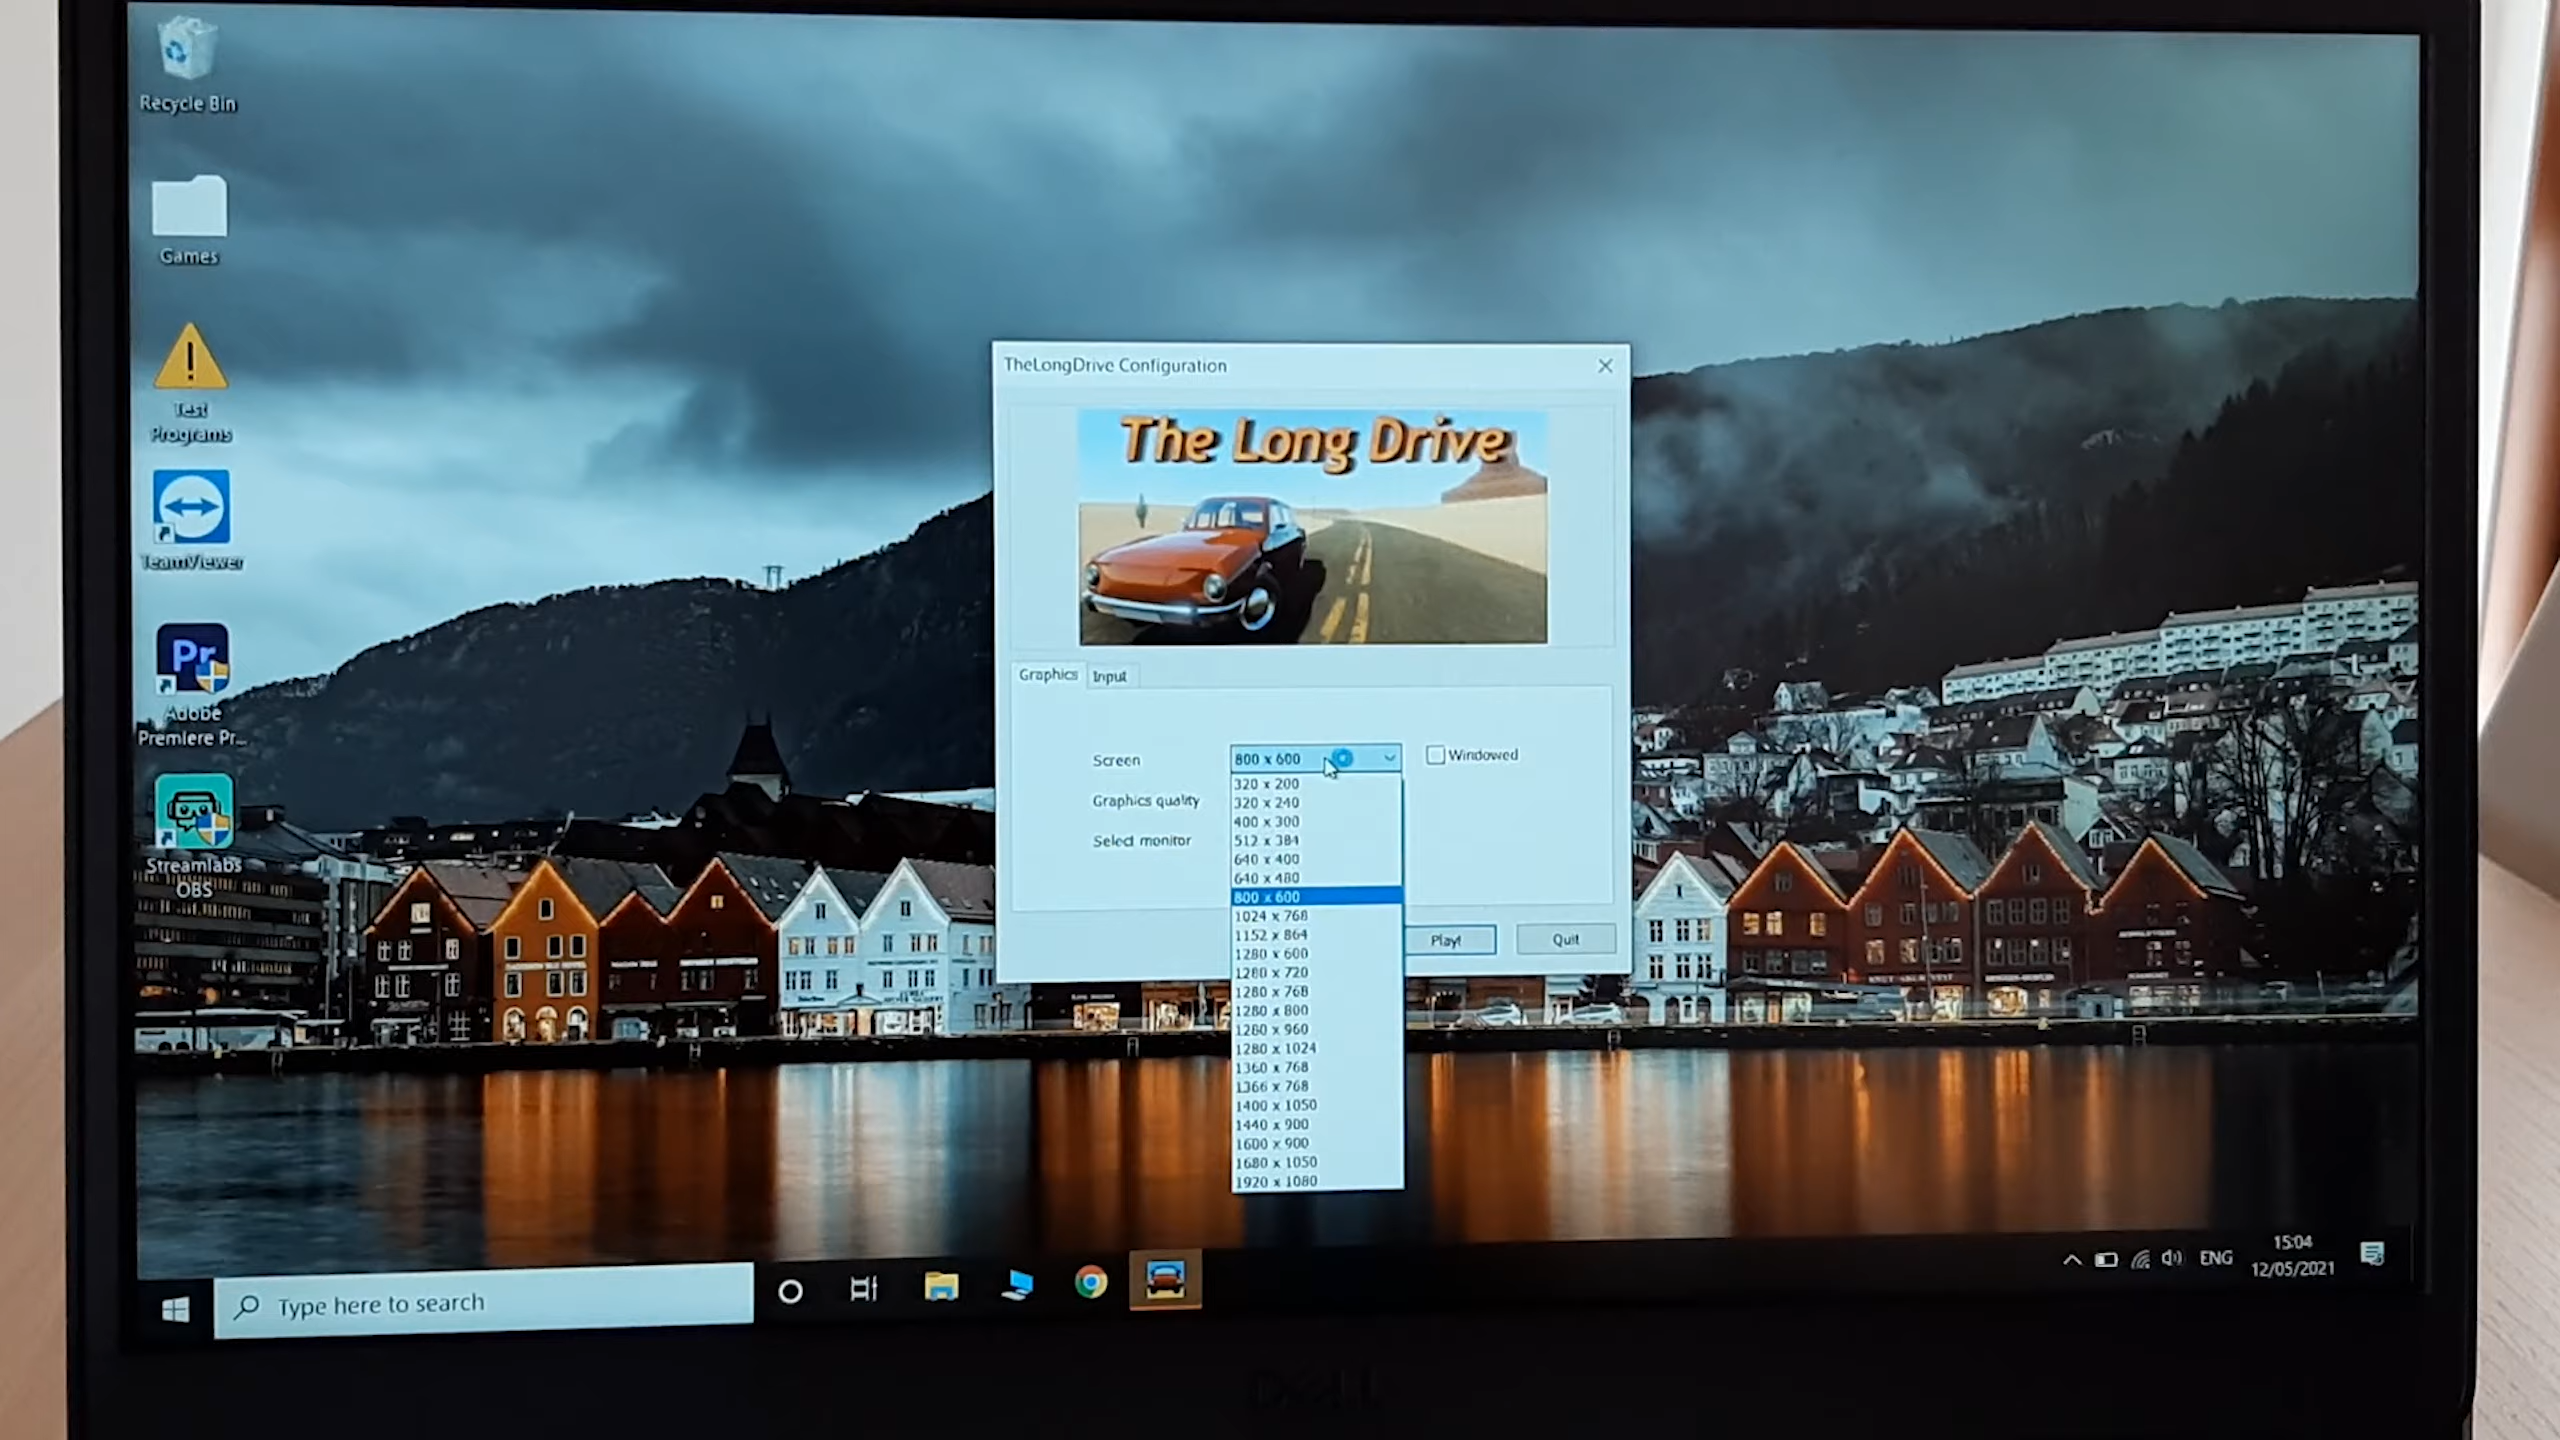 Recycle Bin
Games
Test
Programs
TeamViewer
Pr
Adobe
Premiere Pr...
Streamlabs
OBS
TheLongDrive Configuration
The Long Drive
Graphics
Input
Screen
800 x 600
Windowed
Graphics quality
Select monitor
320 x 200
320 x 240
400 x 300
512 x 384
640 x 400
640 x 480
800 x 600
1024 x 768
1152 x 864
1280 x 600
1280 x 720
1280 x 768
1280 x 800
1280 x 960
1280 x 1024
1360 x 768
1366 x 768
1400 x 1050
1440 x 900
1600 x 900
1680 x 1050
1920 x 1080
Play!
Quit
Type here to search
ENG
15:04
12/05/2021
DELL